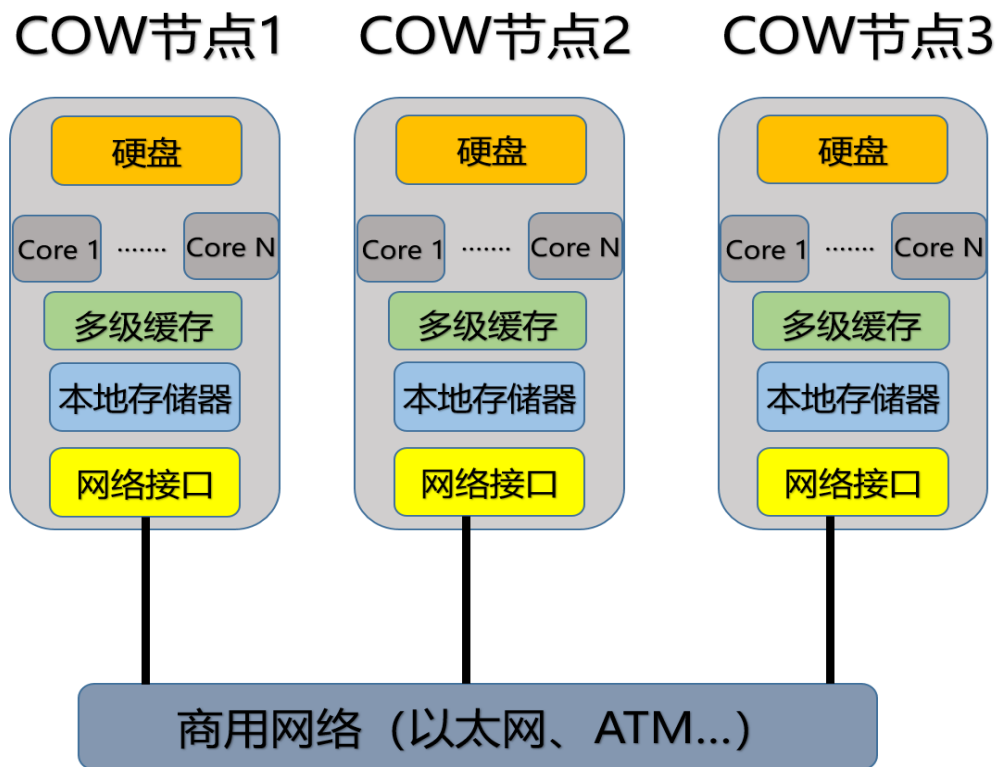 COW节点1 COW节点2 COW节点3
硬盘 硬盘 硬盘
Core 1 ....... Core N Core 1 ....... Core N Core 1 ....... Core N
多级缓存 多级缓存 多级缓存
本地存储器 本地存储器 本地存储器
网络接口 网络接口 网络接口
商用网络（以太网、ATM...）